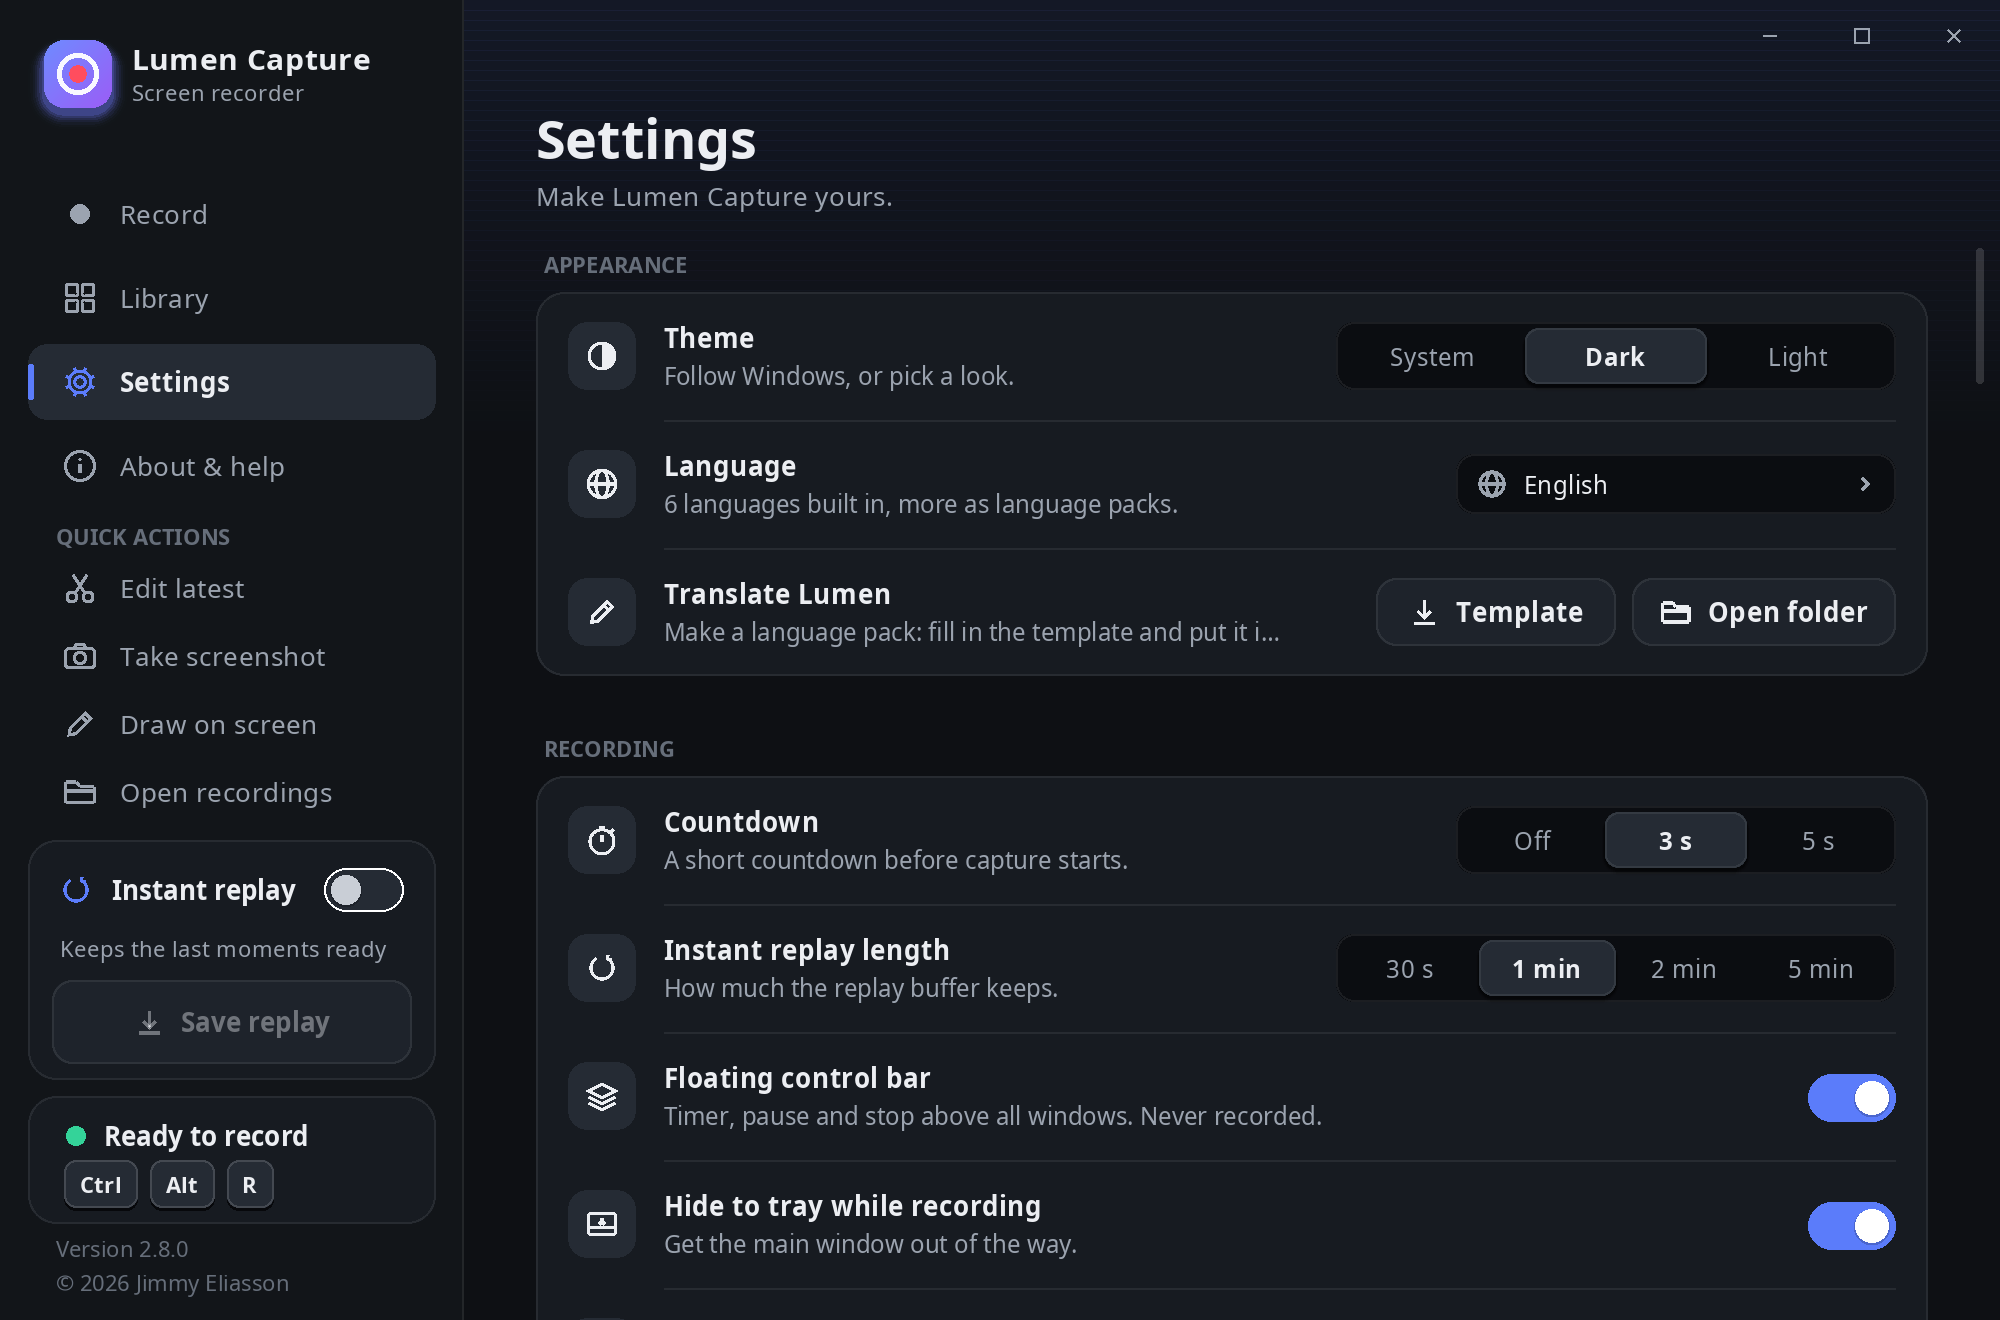 Lumen Capture
Screen recorder
Record
Library
Settings
About & help
QUICK ACTIONS
Edit latest
Take screenshot
Draw on screen
Open recordings
Instant replay
Keeps the last moments ready
Save replay
Ready to record
Ctrl Alt R
Version 2.8.0
© 2026 Jimmy Eliasson
Settings
Make Lumen Capture yours.
APPEARANCE
Theme
Follow Windows, or pick a look.
System Dark Light
Language
6 languages built in, more as language packs.
English
Translate Lumen
Make a language pack: fill in the template and put it i...
Template Open folder
RECORDING
Countdown
A short countdown before capture starts.
Off 3 s 5 s
Instant replay length
How much the replay buffer keeps.
30 s 1 min 2 min 5 min
Floating control bar
Timer, pause and stop above all windows. Never recorded.
Hide to tray while recording
Get the main window out of the way.